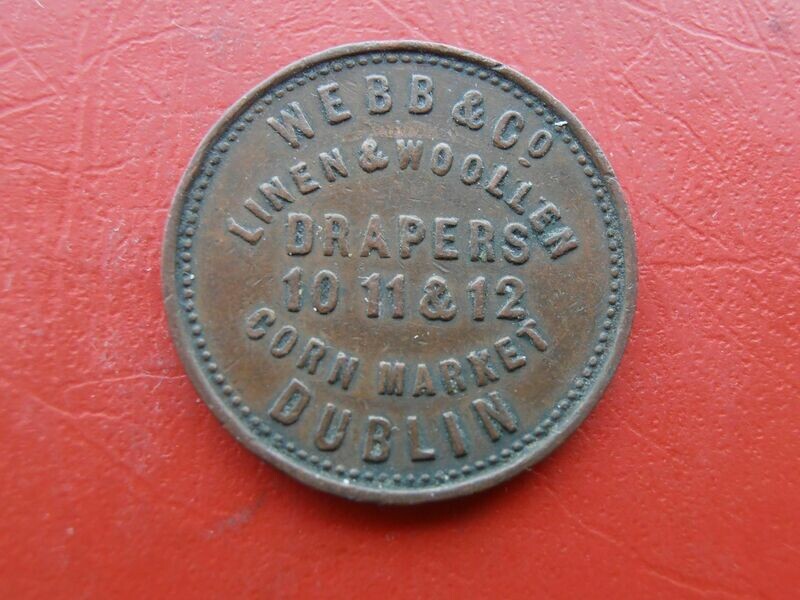 WEBB & Co.
LINEN & WOOLLEN
DRAPERS
10 11 & 12
CORN MARKET
DUBLIN